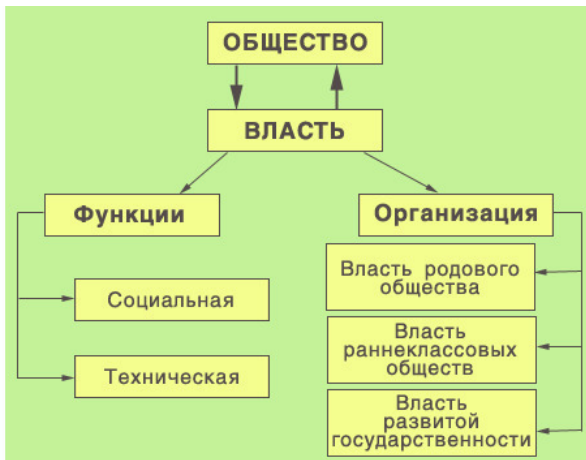 ОБЩЕСТВО
ВЛАСТЬ
Функции
Организация
Социальная
Техническая
Власть родового
общества
Власть
раннеклассовых
обществ
Власть
развитой
государственности